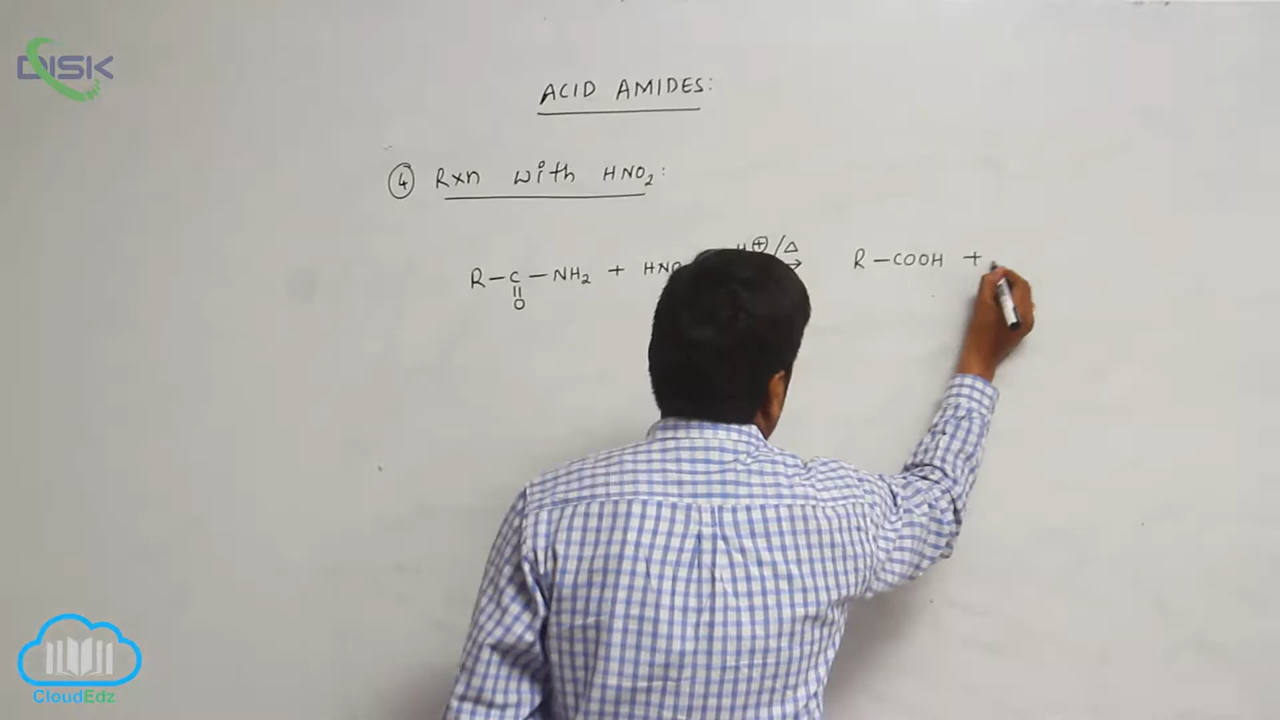 DISK
ACID AMIDES:
④ Rxn with HNO₂:
R—C—NH₂ + HNO H⊕/△ → R—COOH +
||
O
CloudEdz